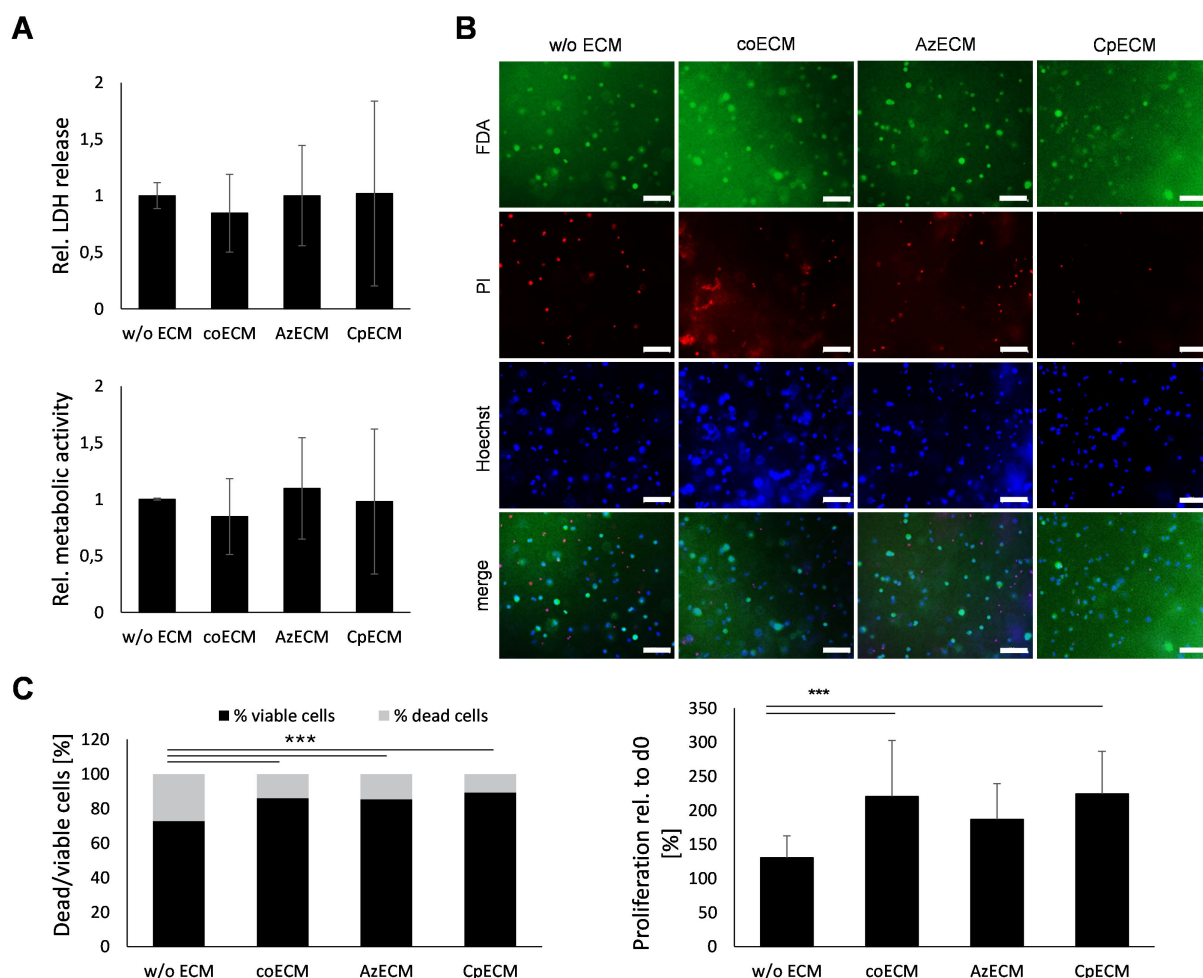 A
Rel. LDH release
2
1,5
1
0,5
0
w/o ECM coECM AzECM CpECM
Rel. metabolic activity
2
1,5
1
0,5
0
w/o ECM coECM AzECM CpECM
B
w/o ECM coECM AzECM CpECM
FDA
PI
Hoechst
merge
C
% viable cells % dead cells
Dead/viable cells [%]
120
100
80
60
40
20
0
***
w/o ECM coECM AzECM CpECM
Proliferation rel. to d0
[%]
350
300
250
200
150
100
50
0
***
w/o ECM coECM AzECM CpECM